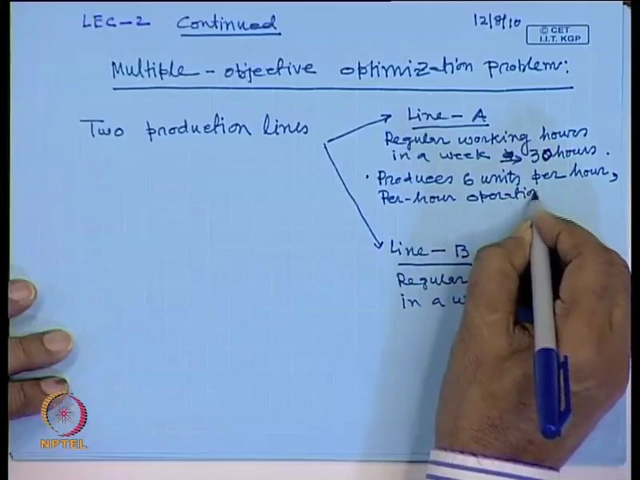 LEC-2 Continued
12/8/10
© CET
I.I.T. KGP
Multiple-objective optimization problem:
Two production lines
Line-A
Regular working hours
in a week → 30 hours.
• Produces 6 units per hour,
Per-hour operatio
Line-B
Regular
in a w
NPTEL